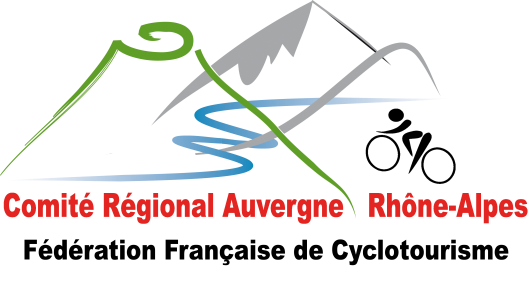 Comité Régional Auvergne Rhône-Alpes
Fédération Française de Cyclotourisme